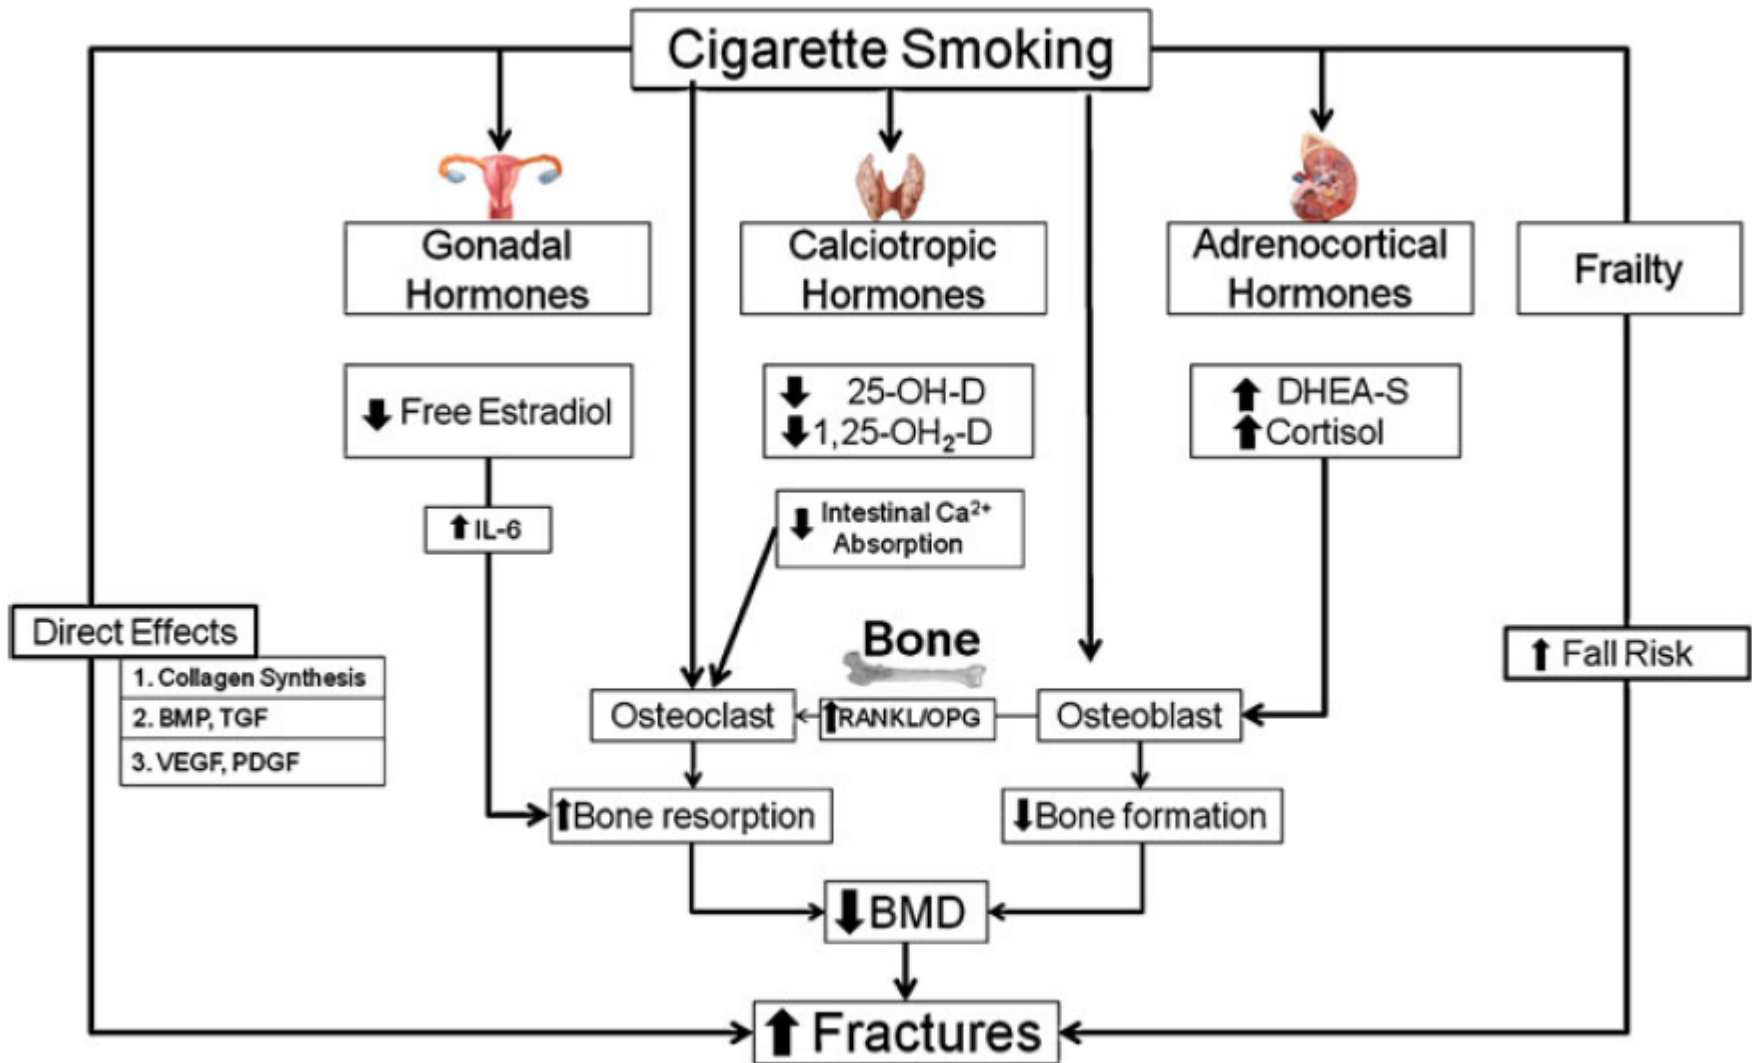 Cigarette Smoking
Gonadal
Hormones
Calciotropic
Hormones
Adrenocortical
Hormones
Frailty
⬇ Free Estradiol
⬇ 25-OH-D
⬇ 1,25-OH₂-D
⬆ DHEA-S
⬆ Cortisol
⬆ IL-6
⬇ Intestinal Ca²⁺
Absorption
Direct Effects
1. Collagen Synthesis
2. BMP, TGF
3. VEGF, PDGF
Bone
⬆ Fall Risk
Osteoclast
⬆RANKL/OPG
Osteoblast
⬆Bone resorption
⬇Bone formation
⬇BMD
⬆ Fractures